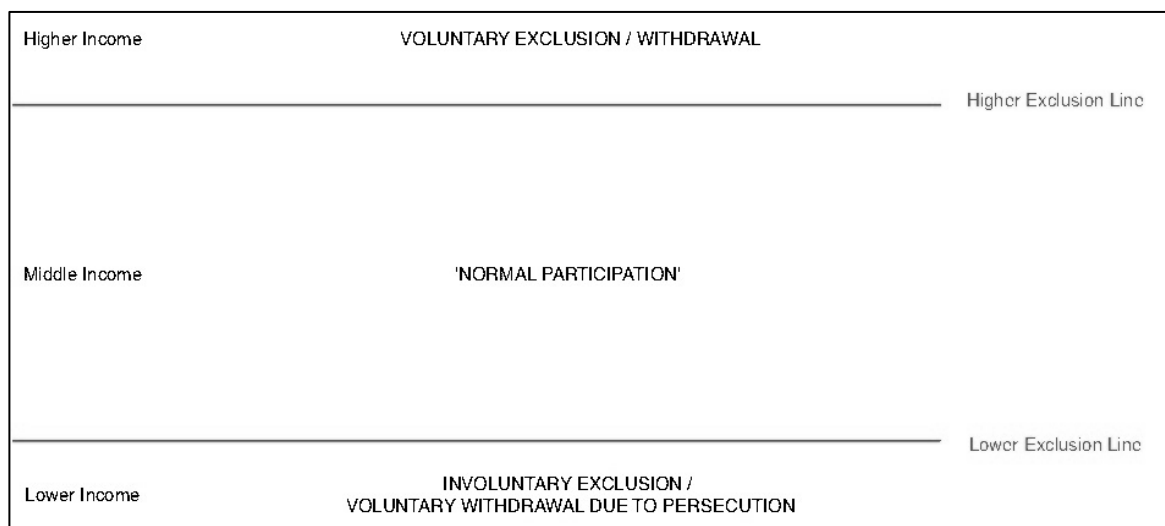 Higher Income VOLUNTARY EXCLUSION / WITHDRAWAL
Higher Exclusion Line
Middle Income 'NORMAL PARTICIPATION'
Lower Exclusion Line
Lower Income INVOLUNTARY EXCLUSION /
VOLUNTARY WITHDRAWAL DUE TO PERSECUTION